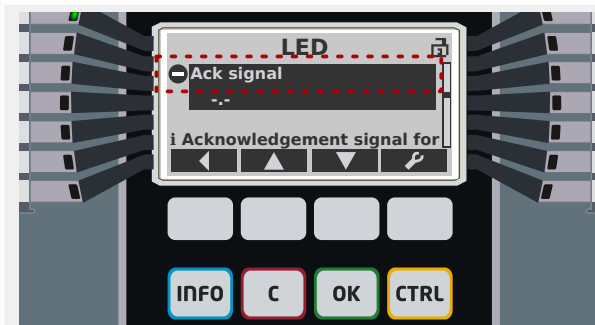 LED
Ack signal
-.-
i Acknowledgement signal for
INFO C OK CTRL